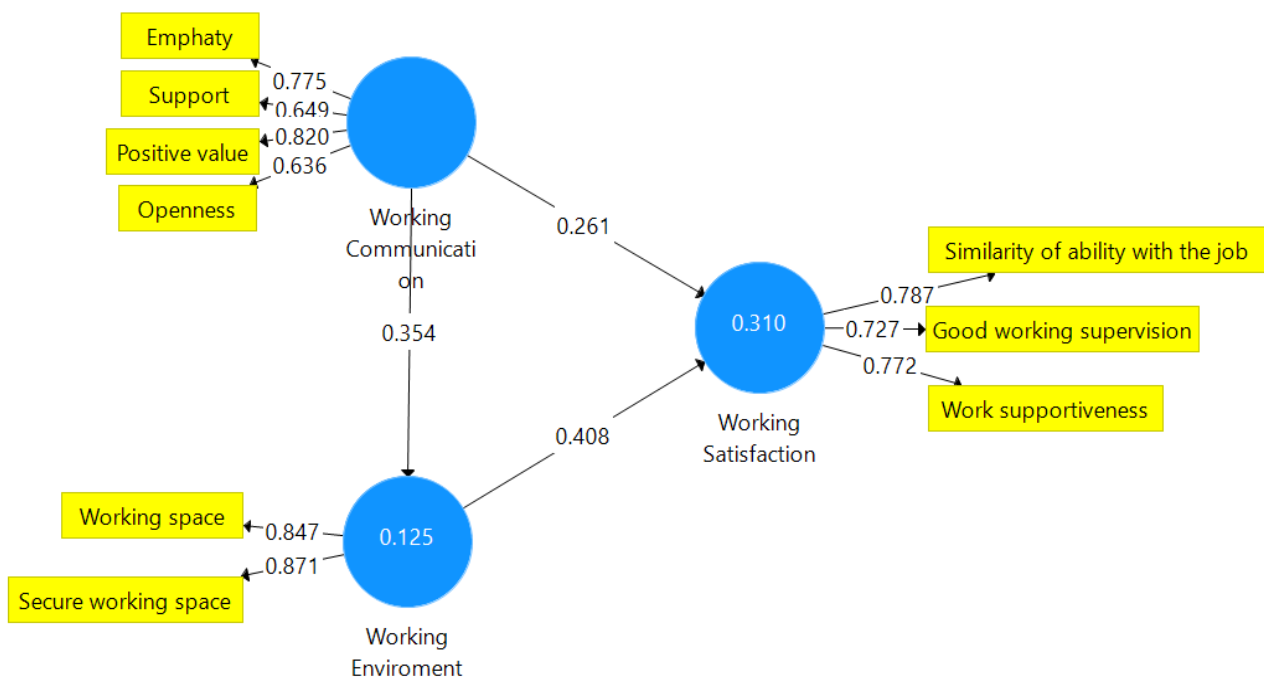 Emphaty
0.775
Support
0.649
Positive value
0.820
0.636
Openness
Working
Communicati
on
0.261
0.354
0.310
Working
Satisfaction
Similarity of ability with the job
0.787
0.727
Good working supervision
0.772
Work supportiveness
0.408
Working space
0.847
0.871
Secure working space
0.125
Working
Enviroment